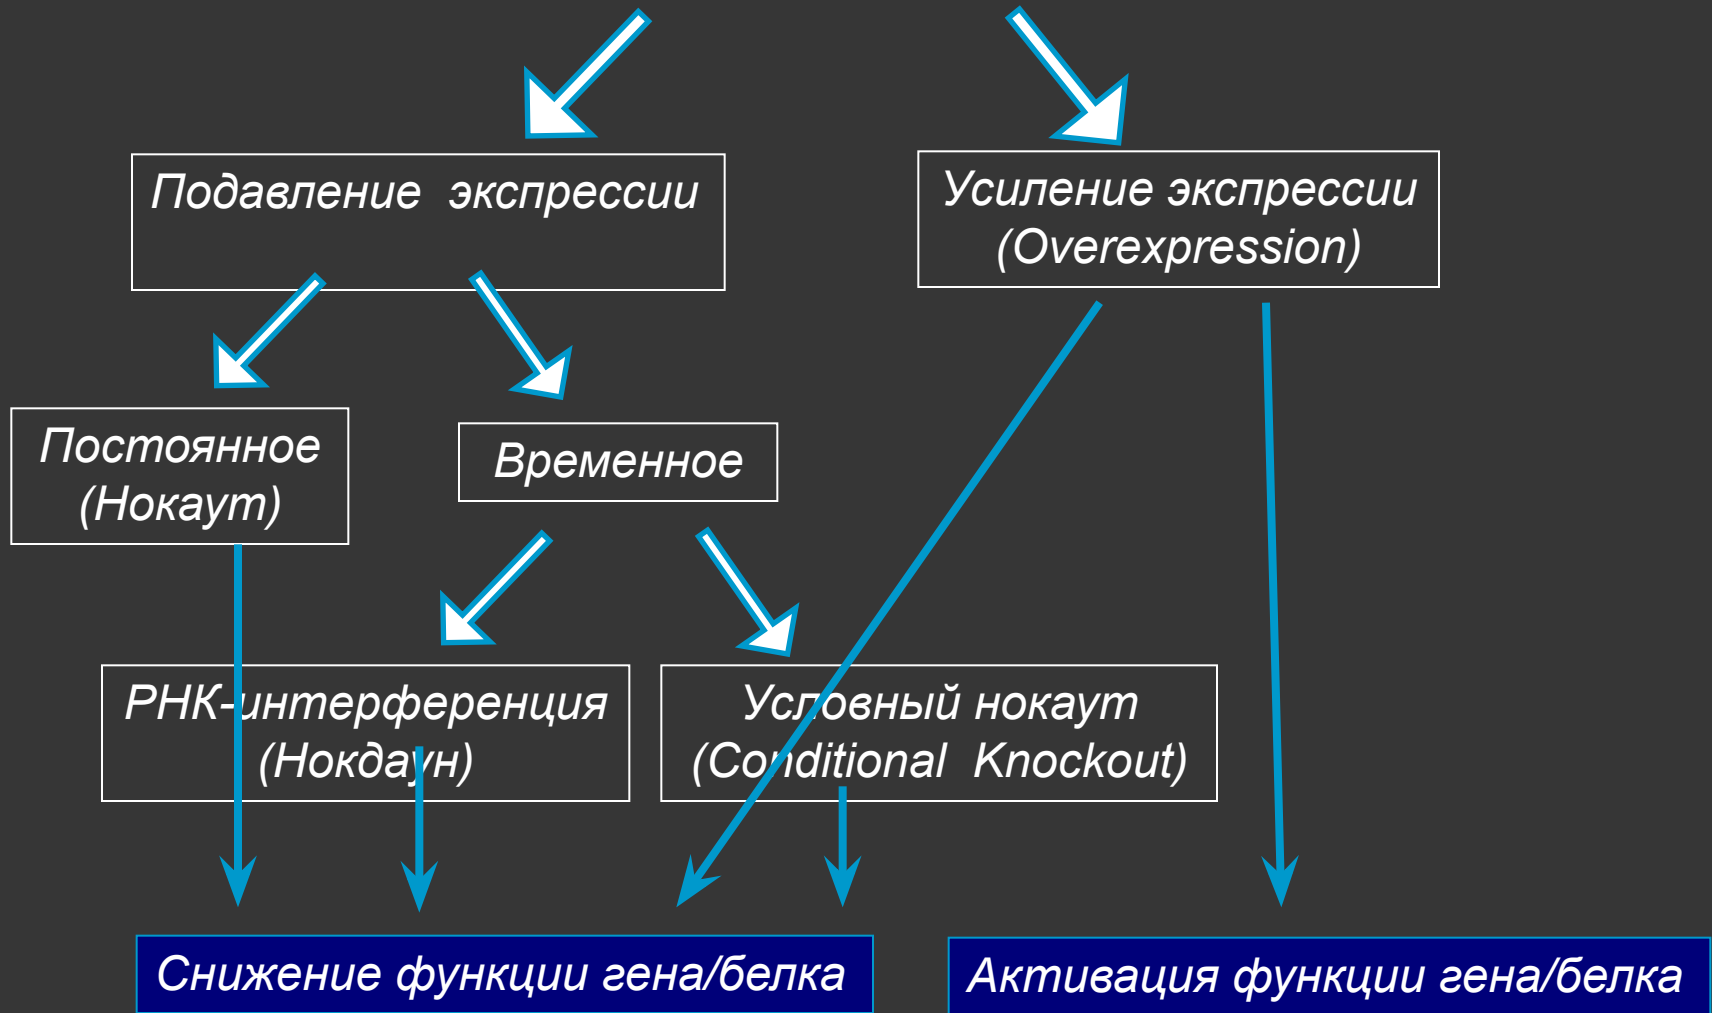 Подавление экспрессии
Усиление экспрессии
(Overexpression)
Постоянное
(Нокаут)
Временное
РНК-интерференция
(Нокдаун)
Условный нокаут
(Conditional Knockout)
Снижение функции гена/белка
Активация функции гена/белка